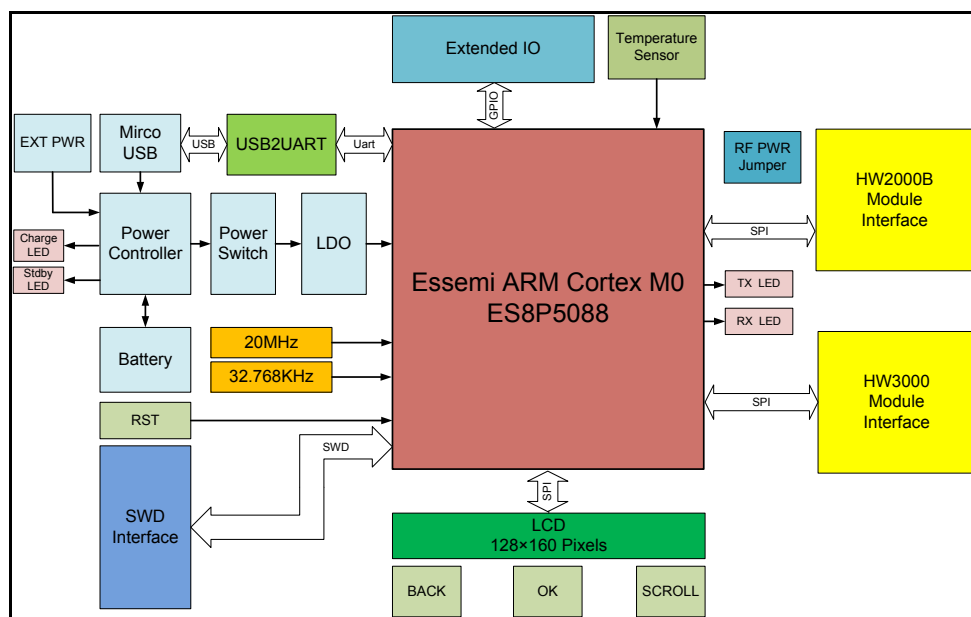 Extended IO
Temperature
Sensor
GPIO
EXT PWR
Mirco
USB
USB
USB2UART
Uart
RF PWR
Jumper
HW2000B
Module
Interface
SPI
Charge
LED
Stdby
LED
Power
Controller
Power
Switch
LDO
Essemi ARM Cortex M0
ES8P5088
TX LED
RX LED
Battery
20MHz
32.768KHz
HW3000
Module
Interface
SPI
RST
SWD
SWD
Interface
SPI
LCD
128×160 Pixels
BACK
OK
SCROLL